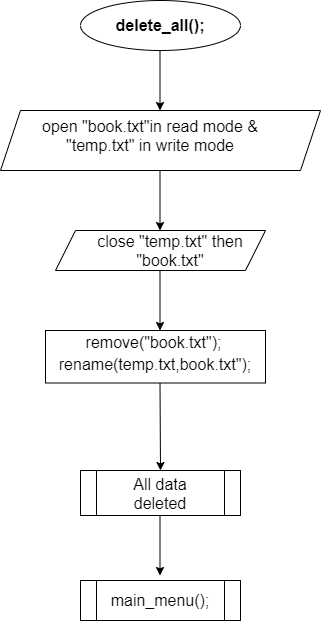 delete_all();
open "book.txt"in read mode &
"temp.txt" in write mode
close "temp.txt" then
"book.txt"
remove("book.txt");
rename(temp.txt,book.txt");
All data
deleted
main_menu();